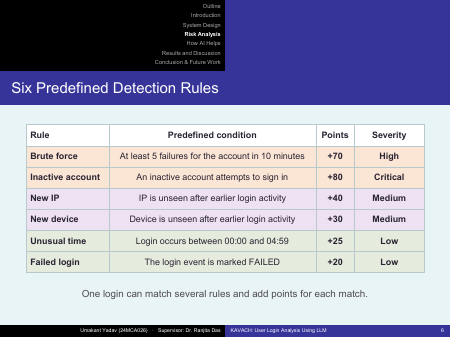 Outline
Introduction
System Design
Risk Analysis
How AI Helps
Results and Discussion
Conclusion & Future Work
Six Predefined Detection Rules
Rule Predefined condition Points Severity
Brute force At least 5 failures for the account in 10 minutes +70 High
Inactive account An inactive account attempts to sign in +80 Critical
New IP IP is unseen after earlier login activity +40 Medium
New device Device is unseen after earlier login activity +30 Medium
Unusual time Login occurs between 00:00 and 04:59 +25 Low
Failed login The login event is marked FAILED +20 Low
One login can match several rules and add points for each match.
Umakant Yadav (24MCA026) · Supervisor: Dr. Ranjita Das KAVACH: User Login Analysis Using LLM 6